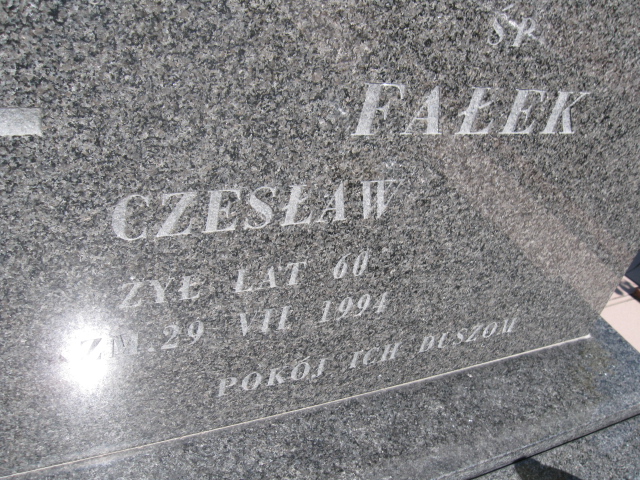 ŚP.
FAŁEK
CZESŁAW
ŻYŁ LAT 60
ZM. 29 VII 1994
POKÓJ ICH DUSZOM